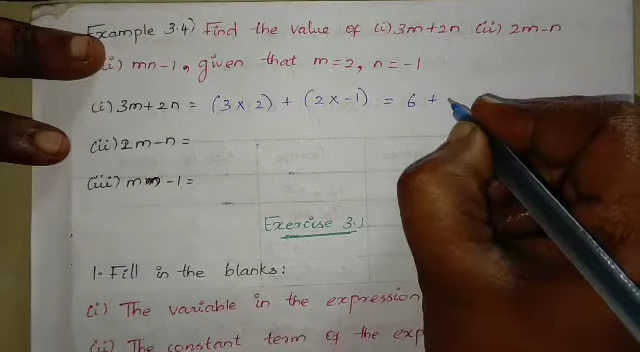 Example 3.4) Find the value of (i) 3m+2n (ii) 2m-n
(iii) mn-1, given that m=2, n=-1
(i) 3m+2n = (3×2) + (2×-1) = 6 +
(ii) 2m-n =
(iii) mn -1 =
Exercise 3.1
1. Fill in the blanks:
(i) The variable in the expression
(ii) The constant term of the exp